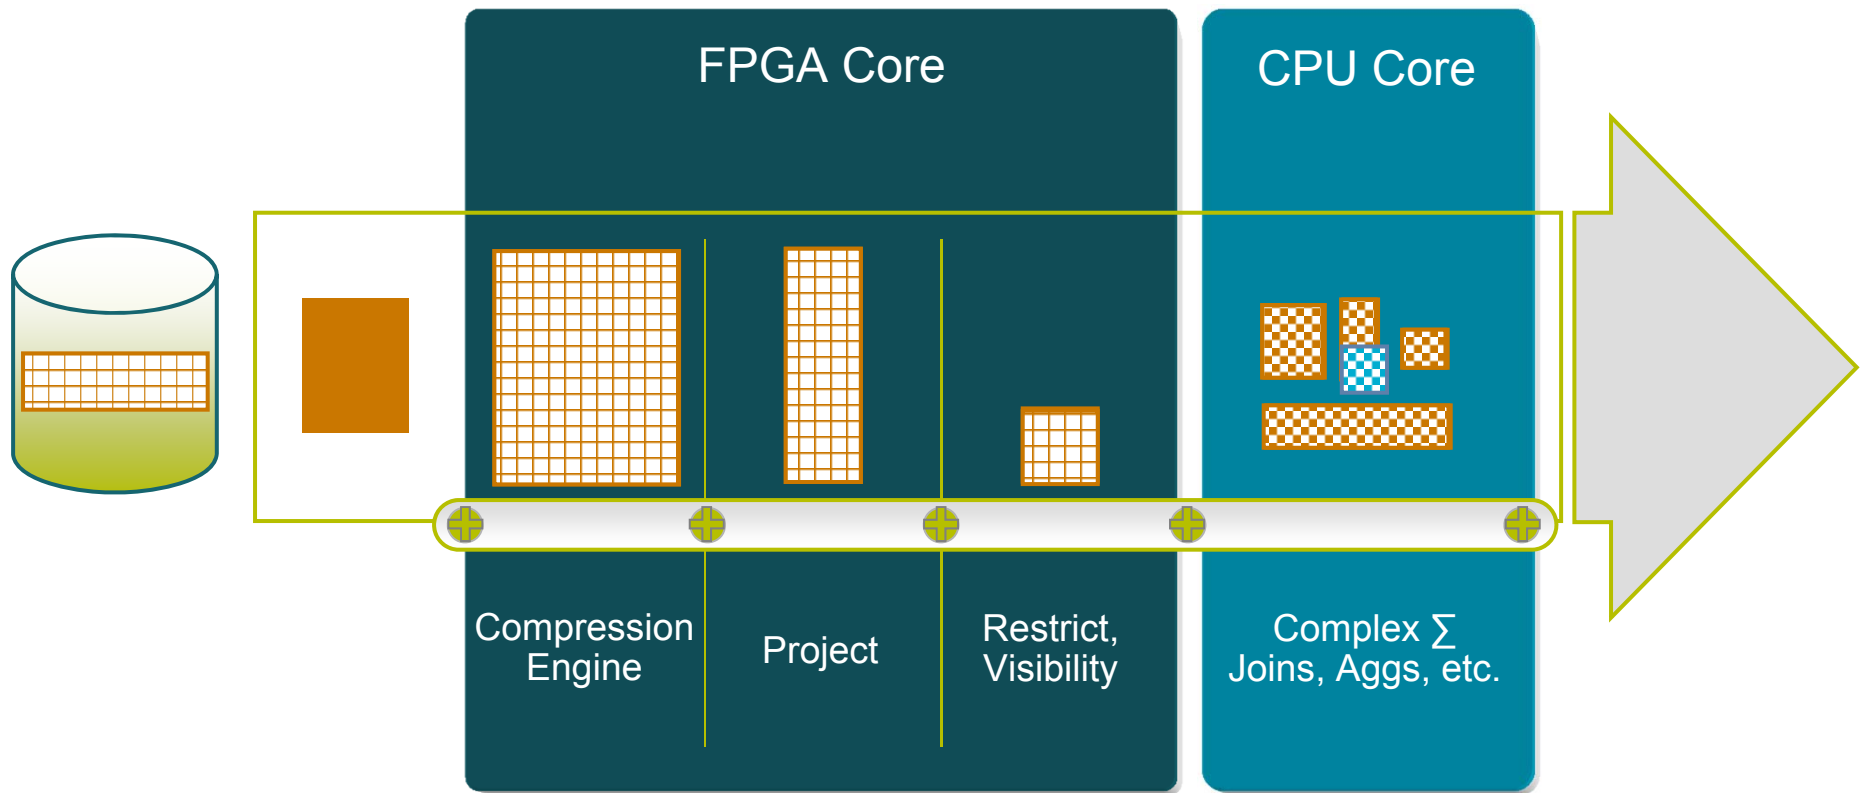 FPGA Core
CPU Core
Compression
Engine
Project
Restrict,
Visibility
Complex ∑
Joins, Aggs, etc.